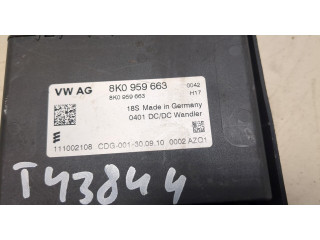 VW AG 8K0 959 663 0042
8K0 959 663 H17
18S Made in Germany
0401 DC/DC Wandler
111002108 CDG-001-30.09.10 0002 AZO1
T43844